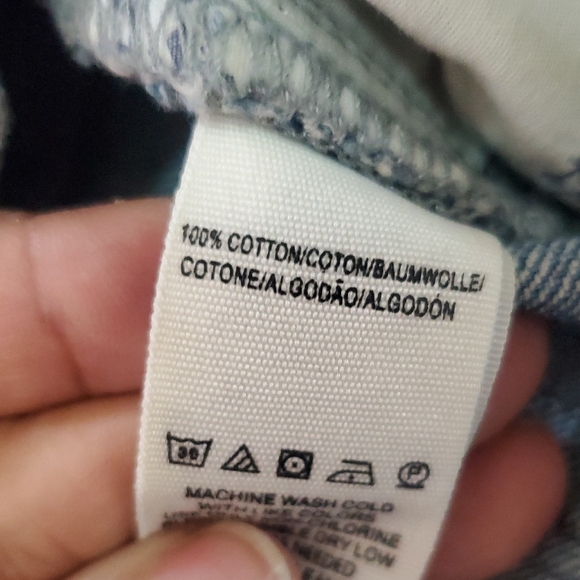 100% COTTON/COTON/BAUMWOLLE/
COTONE/ALGODÃO/ALGODÓN
30
P
MACHINE WASH COLD
WITH LIKE COLORS
CHLORINE
DRY LOW
NEEDED